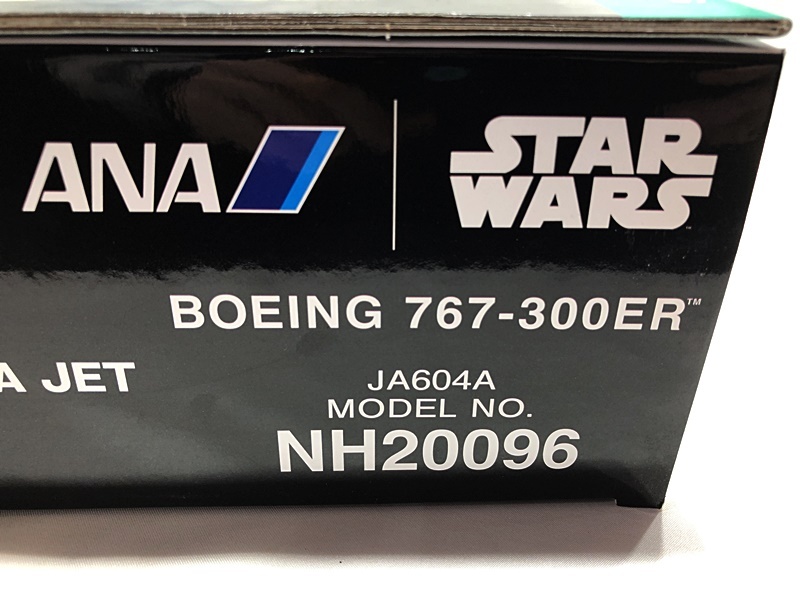 ANA
STAR
WARS
BOEING 767-300ER™
A JET
JA604A
MODEL NO.
NH20096